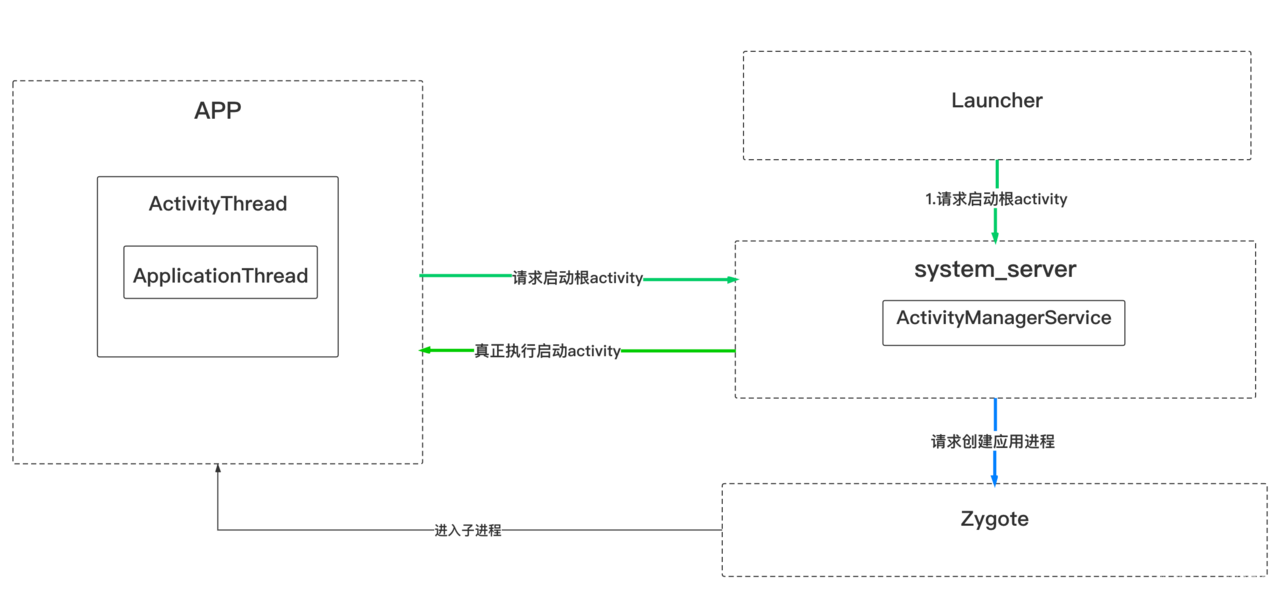 APP
ActivityThread
ApplicationThread
Launcher
1.请求启动根activity
system_server
ActivityManagerService
请求启动根activity
真正执行启动activity
请求创建应用进程
Zygote
进入子进程